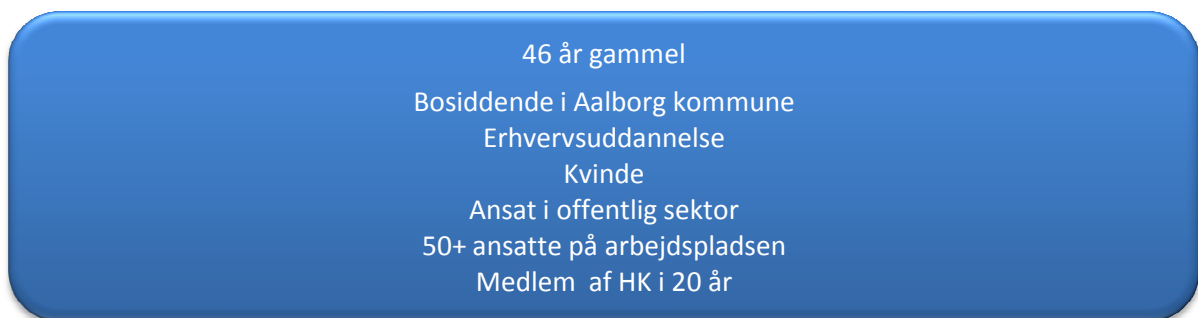 46 år gammel
Bosiddende i Aalborg kommune
Erhvervsuddannelse
Kvinde
Ansat i offentlig sektor
50+ ansatte på arbejdspladsen
Medlem  af HK i 20 år